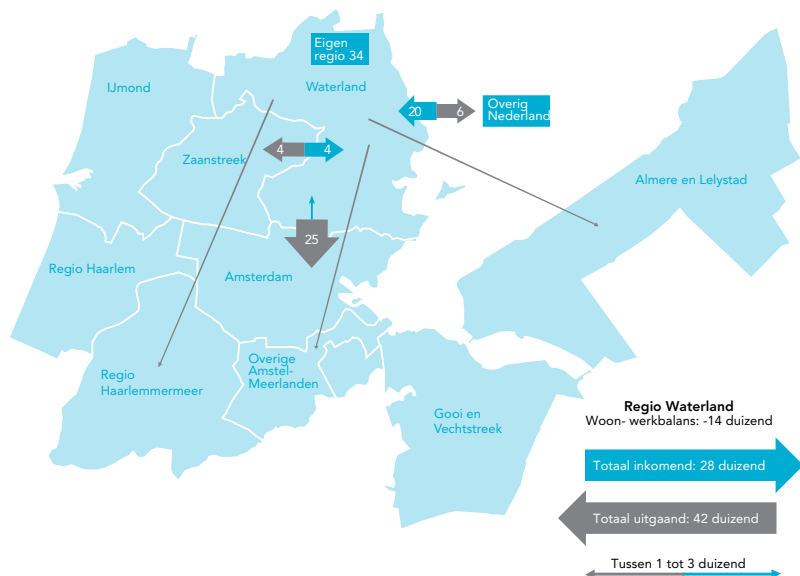 Eigen
regio 34
IJmond
Waterland
20
6
Overig
Nederland
4
4
Zaanstreek
Almere en Lelystad
25
Regio Haarlem
Amsterdam
Overige
Amstel-
Meerlanden
Regio
Haarlemmermeer
Gooi en
Vechtstreek
Regio Waterland
Woon- werkbalans: -14 duizend
Totaal inkomend: 28 duizend
Totaal uitgaand: 42 duizend
Tussen 1 tot 3 duizend